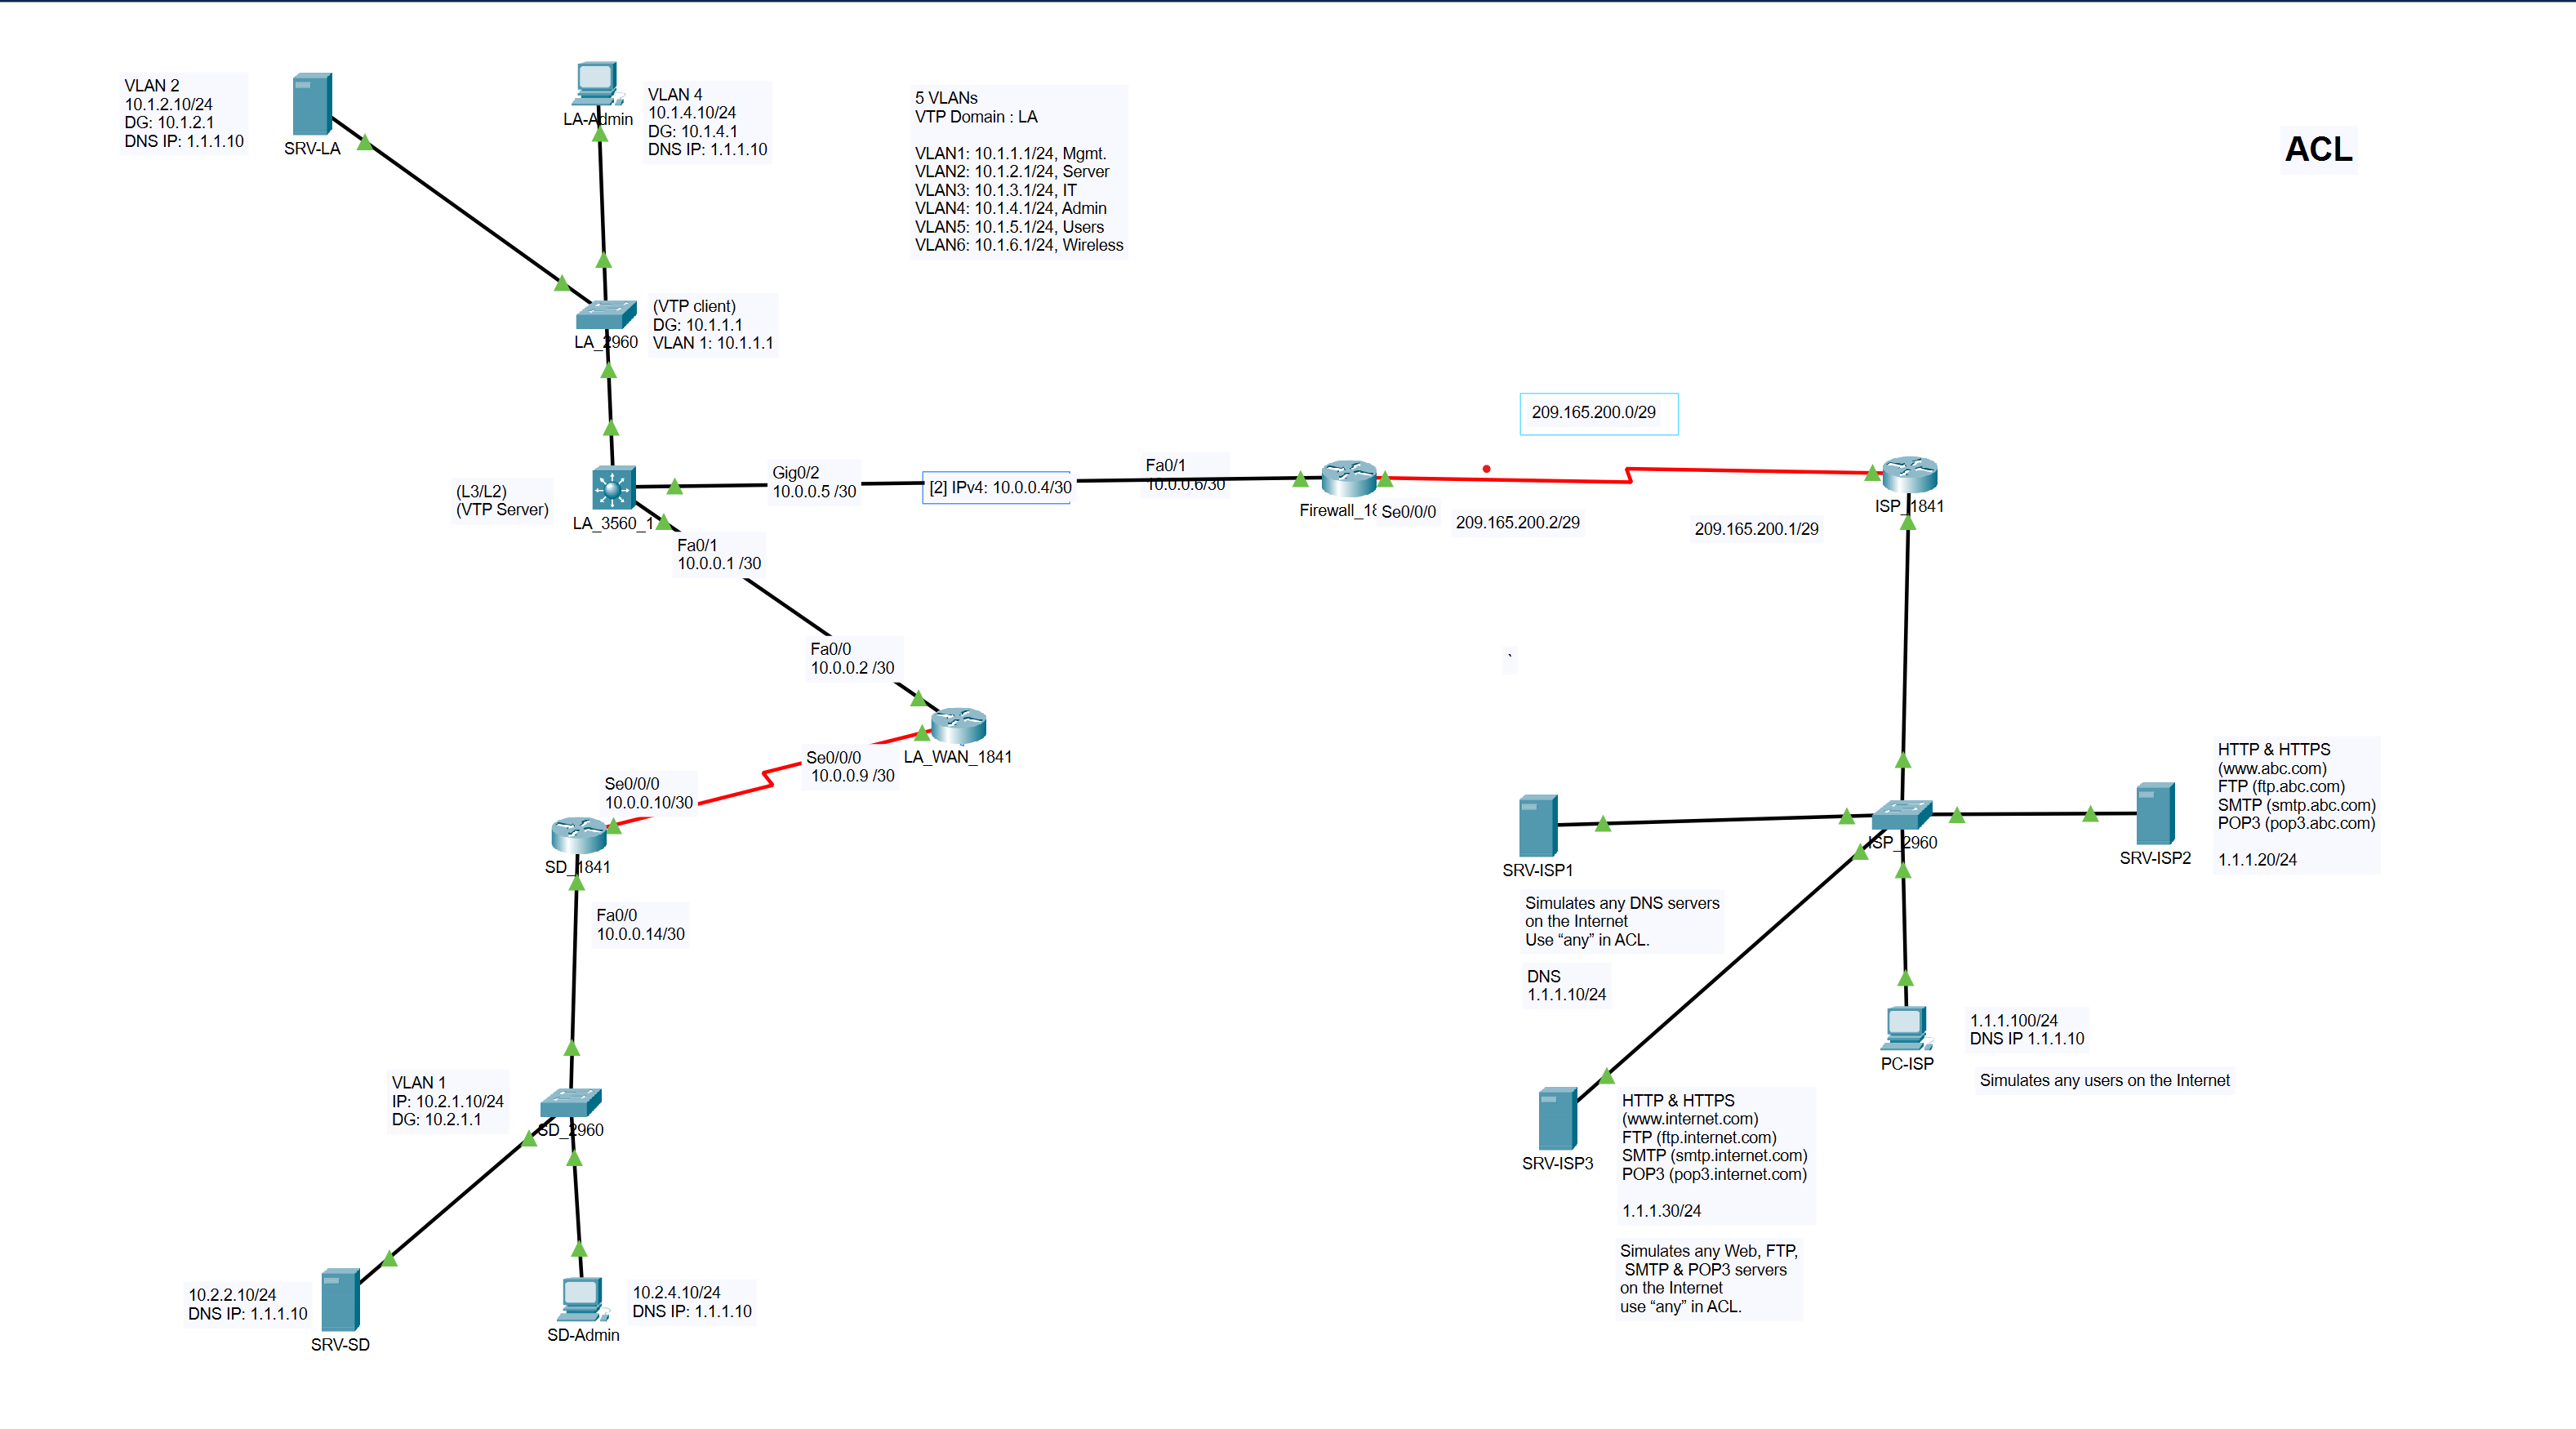 VLAN 2
10.1.2.10/24
DG: 10.1.2.1
DNS IP: 1.1.1.10
SRV-LA
LA-Admin
VLAN 4
10.1.4.10/24
DG: 10.1.4.1
DNS IP: 1.1.1.10
5 VLANs
VTP Domain : LA
VLAN1: 10.1.1.1/24, Mgmt.
VLAN2: 10.1.2.1/24, Server
VLAN3: 10.1.3.1/24, IT
VLAN4: 10.1.4.1/24, Admin
VLAN5: 10.1.5.1/24, Users
VLAN6: 10.1.6.1/24, Wireless
ACL
(VTP client)
DG: 10.1.1.1
VLAN 1: 10.1.1.1
LA_2960
(L3/L2)
(VTP Server)
LA_3560_1
Gig0/2
10.0.0.5 /30
[2] IPv4: 10.0.0.4/30
Fa0/1
10.0.0.6/30
Firewall_18
Se0/0/0
209.165.200.0/29
209.165.200.2/29
209.165.200.1/29
ISP_1841
Fa0/1
10.0.0.1 /30
Fa0/0
10.0.0.2 /30
LA_WAN_1841
Se0/0/0
10.0.0.9 /30
Se0/0/0
10.0.0.10/30
SD_1841
Fa0/0
10.0.0.14/30
VLAN 1
IP: 10.2.1.10/24
DG: 10.2.1.1
SD_2960
10.2.2.10/24
DNS IP: 1.1.1.10
SRV-SD
10.2.4.10/24
DNS IP: 1.1.1.10
SD-Admin
`
SRV-ISP1
Simulates any DNS servers
on the Internet
Use “any” in ACL.
DNS
1.1.1.10/24
ISP_2960
SRV-ISP2
HTTP & HTTPS
(www.abc.com)
FTP (ftp.abc.com)
SMTP (smtp.abc.com)
POP3 (pop3.abc.com)
1.1.1.20/24
PC-ISP
1.1.1.100/24
DNS IP 1.1.1.10
Simulates any users on the Internet
SRV-ISP3
HTTP & HTTPS
(www.internet.com)
FTP (ftp.internet.com)
SMTP (smtp.internet.com)
POP3 (pop3.internet.com)
1.1.1.30/24
Simulates any Web, FTP,
SMTP & POP3 servers
on the Internet
use “any” in ACL.